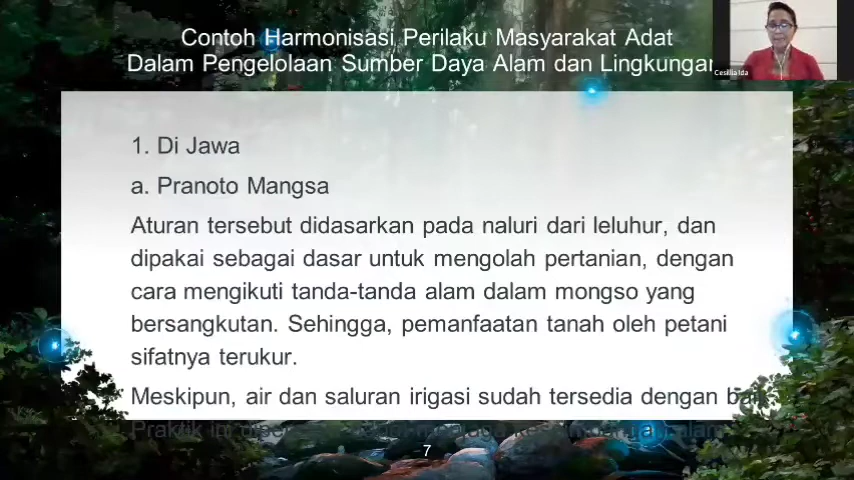 Contoh Harmonisasi Perilaku Masyarakat Adat
Dalam Pengelolaan Sumber Daya Alam dan Lingkungan
Cesilia Ida
1. Di Jawa
a. Pranoto Mangsa
Aturan tersebut didasarkan pada naluri dari leluhur, dan
dipakai sebagai dasar untuk mengolah pertanian, dengan
cara mengikuti tanda-tanda alam dalam mongso yang
bersangkutan. Sehingga, pemanfaatan tanah oleh petani
sifatnya terukur.
Meskipun, air dan saluran irigasi sudah tersedia dengan
Praktik ini
7